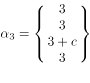 α₃ = { 3
3
3 + c
3 }